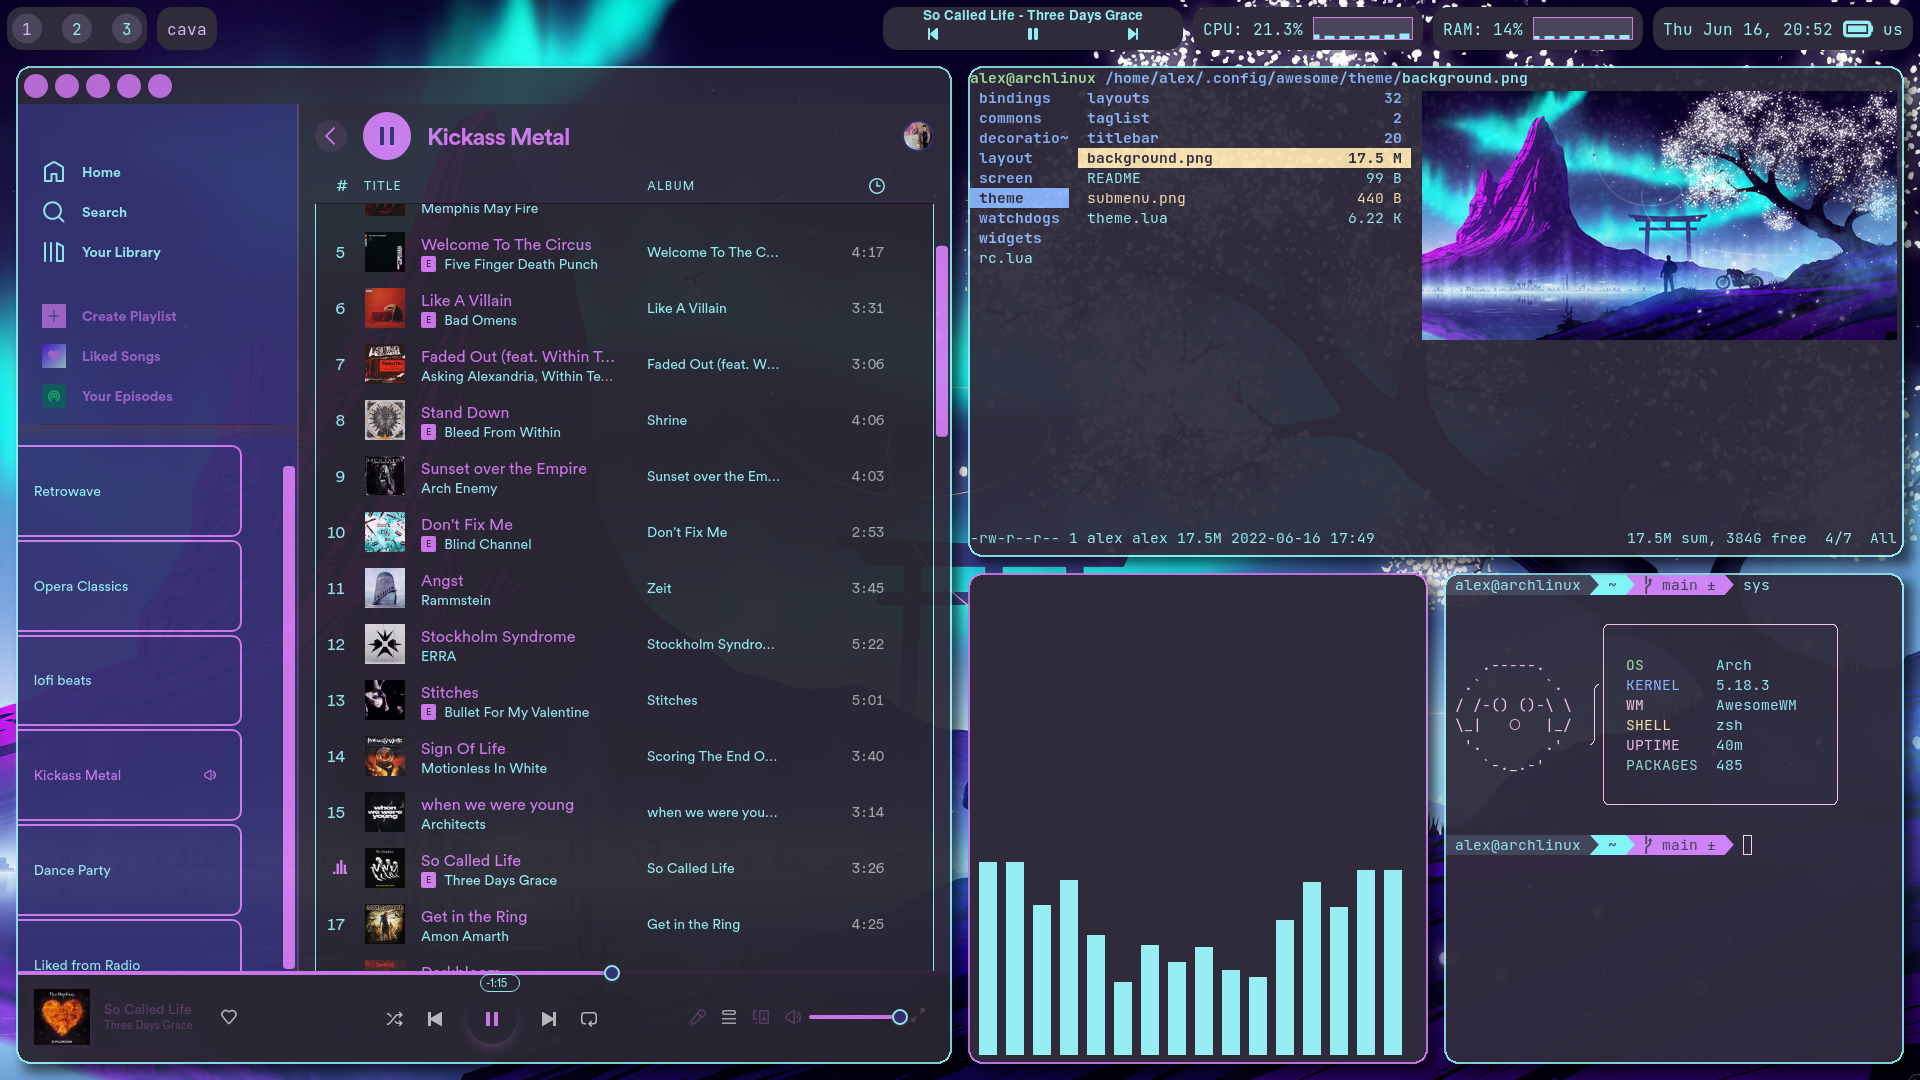 1 2 3 cava
So Called Life - Three Days Grace
CPU: 21.3%
RAM: 14%
Thu Jun 16, 20:52 us
Home
Search
Your Library
Create Playlist
Liked Songs
Your Episodes
Retrowave
Opera Classics
lofi beats
Kickass Metal
Dance Party
Liked from Radio
Kickass Metal
# TITLE ALBUM
Memphis May Fire
5 Welcome To The Circus Welcome To The C... 4:17
E Five Finger Death Punch
6 Like A Villain Like A Villain 3:31
E Bad Omens
7 Faded Out (feat. Within T... Faded Out (feat. W... 3:06
Asking Alexandria, Within Te...
8 Stand Down Shrine 4:06
E Bleed From Within
9 Sunset over the Empire Sunset over the Em... 4:03
Arch Enemy
10 Don't Fix Me Don't Fix Me 2:53
E Blind Channel
11 Angst Zeit 3:45
Rammstein
12 Stockholm Syndrome Stockholm Syndro... 5:22
ERRA
13 Stitches Stitches 5:01
E Bullet For My Valentine
14 Sign Of Life Scoring The End O... 3:40
Motionless In White
15 when we were young when we were you... 3:14
Architects
So Called Life So Called Life 3:26
E Three Days Grace
17 Get in the Ring Get in the Ring 4:25
Amon Amarth
Darkbloom
-1:15
So Called Life
Three Days Grace
alex@archlinux /home/alex/.config/awesome/theme/background.png
bindings layouts 32
commons taglist 2
decoratio~ titlebar 20
layout background.png 17.5 M
screen README 99 B
theme submenu.png 440 B
watchdogs theme.lua 6.22 K
widgets
rc.lua
-rw-r--r-- 1 alex alex 17.5M 2022-06-16 17:49 17.5M sum, 384G free 4/7 All
alex@archlinux ~ main ± sys
.-----.
.` `.
/ /-() ()-\ \
\_| ○ |_/
'. .'
`-._.-'
OS Arch
KERNEL 5.18.3
WM AwesomeWM
SHELL zsh
UPTIME 40m
PACKAGES 485
alex@archlinux ~ main ±